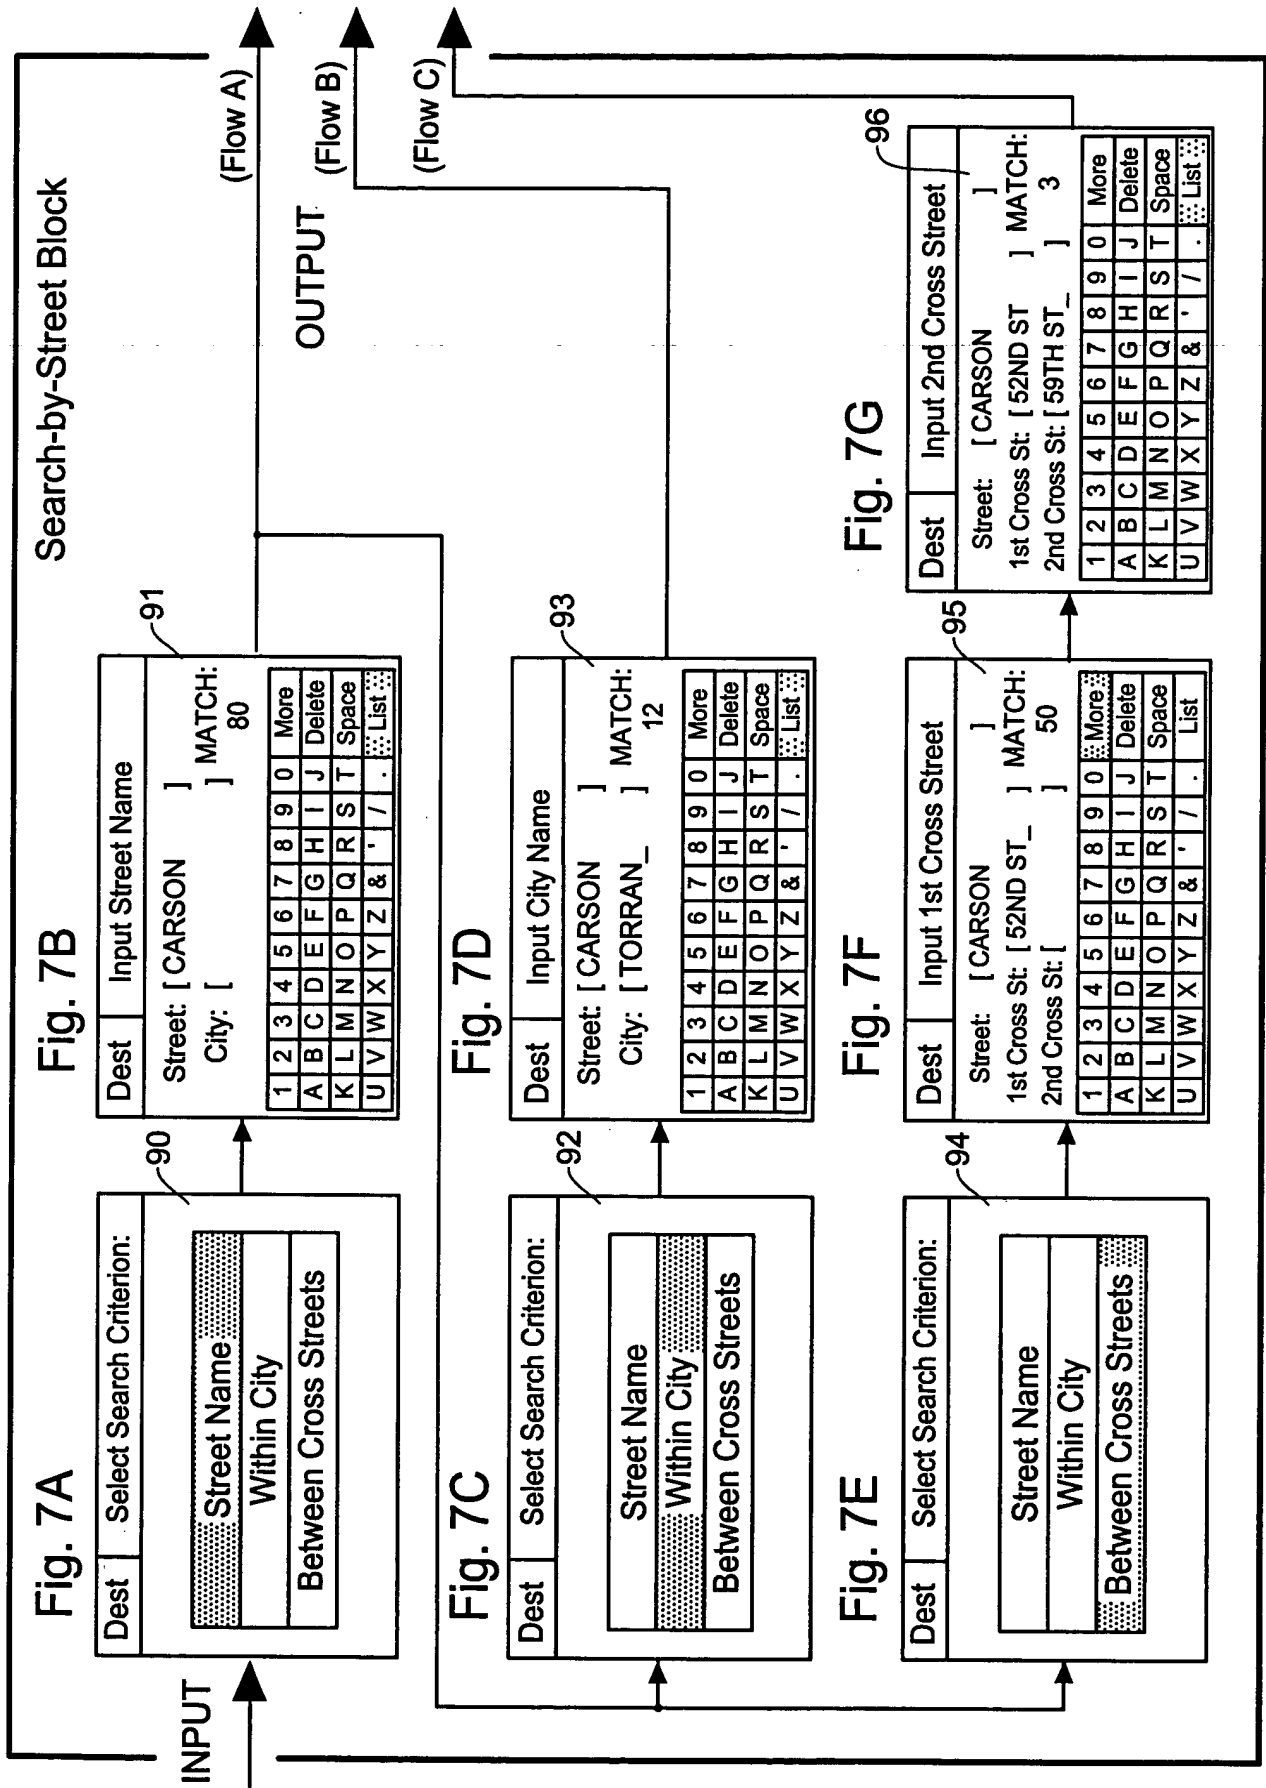 Search-by-Street Block
INPUT
OUTPUT
(Flow A)
(Flow B)
(Flow C)
Fig. 7A
90
Dest Select Search Criterion:
Street Name
Within City
Between Cross Streets
Fig. 7B
91
Dest Input Street Name
Street: [ CARSON ]
City: [ ] MATCH:
80
1 2 3 4 5 6 7 8 9 0 More
A B C D E F G H I J Delete
K L M N O P Q R S T Space
U V W X Y Z & ' / . List
Fig. 7C
92
Dest Select Search Criterion:
Street Name
Within City
Between Cross Streets
Fig. 7D
93
Dest Input City Name
Street: [ CARSON ]
City: [ TORRAN_ ] MATCH:
12
1 2 3 4 5 6 7 8 9 0 More
A B C D E F G H I J Delete
K L M N O P Q R S T Space
U V W X Y Z & ' / . List
Fig. 7E
94
Dest Select Search Criterion:
Street Name
Within City
Between Cross Streets
Fig. 7F
95
Dest Input 1st Cross Street
Street: [ CARSON ]
1st Cross St: [ 52ND ST_ ] MATCH:
2nd Cross St: [ ] 50
1 2 3 4 5 6 7 8 9 0 More
A B C D E F G H I J Delete
K L M N O P Q R S T Space
U V W X Y Z & ' / . List
Fig. 7G
96
Dest Input 2nd Cross Street
Street: [ CARSON ]
1st Cross St: [ 52ND ST ] MATCH:
2nd Cross St: [ 59TH ST_ ] 3
1 2 3 4 5 6 7 8 9 0 More
A B C D E F G H I J Delete
K L M N O P Q R S T Space
U V W X Y Z & ' / . List